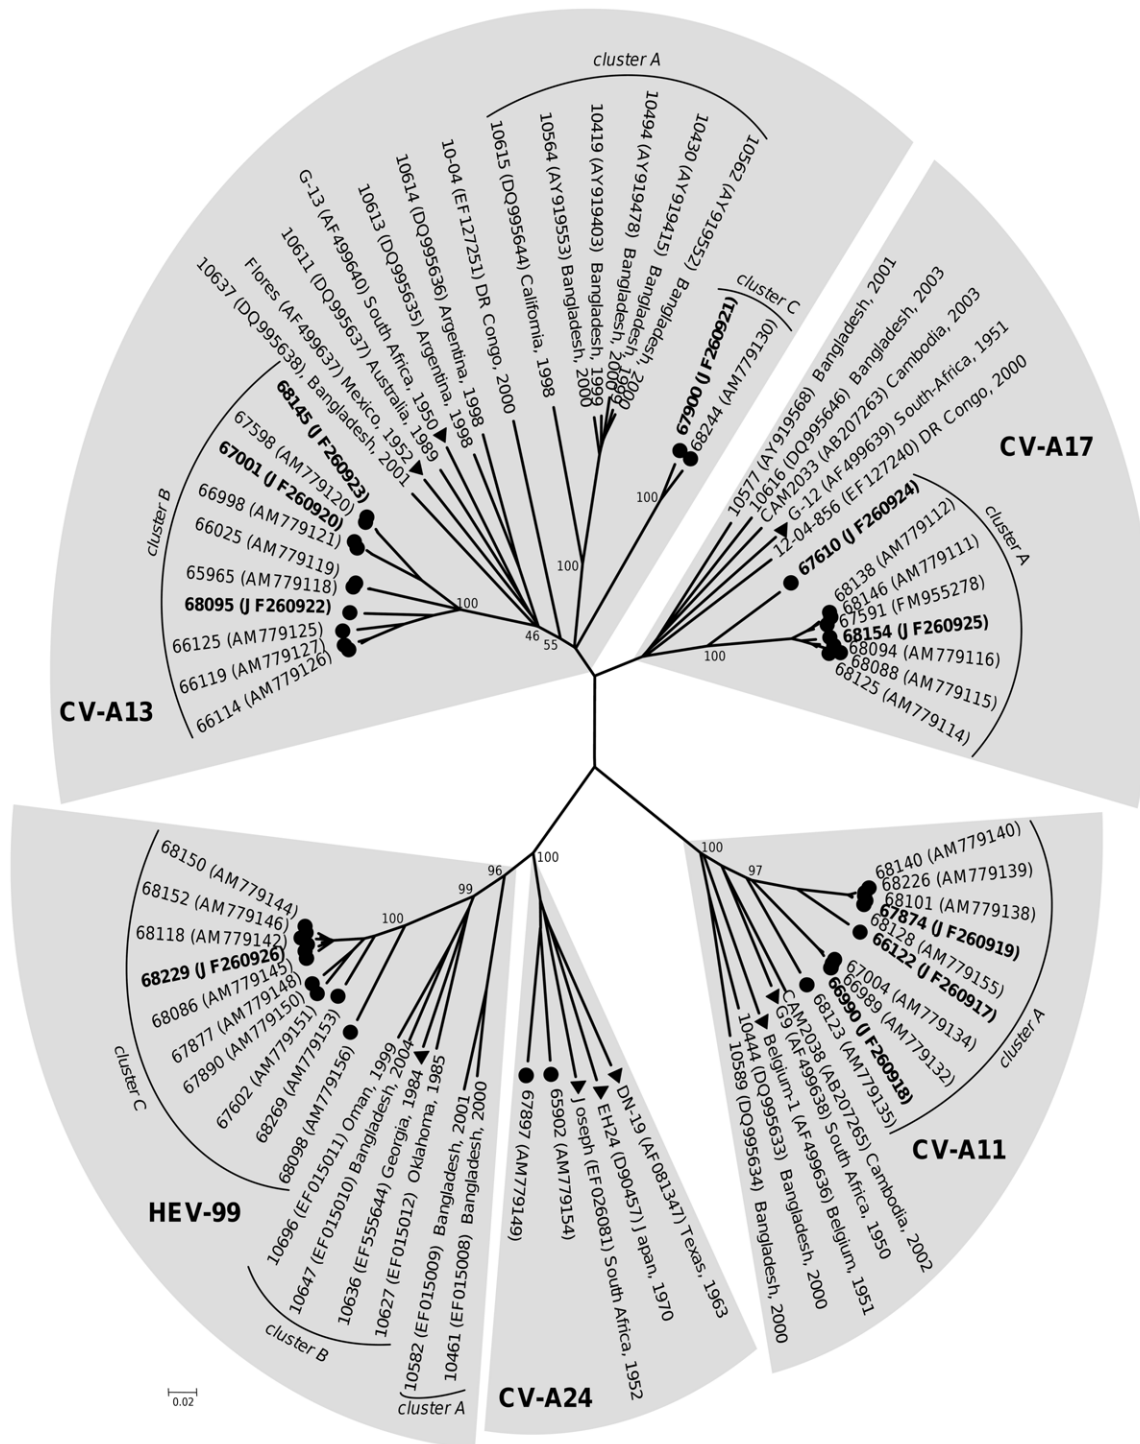 cluster A
10615 (DQ995644) California, 1998
10564 (AY919553) Bangladesh, 2000
10419 (AY919403) Bangladesh, 1999
10494 (AY919478) Bangladesh, 2000
10430 (AY919415) Bangladesh, 1999
10562 (AY919552) Bangladesh, 2000
10-04 (EF127251) DR Congo, 2000
10614 (DQ995636) Argentina, 1998
10613 (DQ995635) Argentina, 1998
G-13 (AF499640) South Africa, 1950
10611 (DQ995637) Australia, 1989
Flores (AF499637) Mexico, 1952
10637 (DQ995638), Bangladesh, 2001
cluster C
67900 (JF260921)
68244 (AM779130)
100
100
100
46
55
cluster B
68145 (JF260923)
67598 (AM779120)
67001 (JF260920)
66998 (AM779121)
66025 (AM779119)
65965 (AM779118)
68095 (JF260922)
66125 (AM779125)
66119 (AM779127)
66114 (AM779126)
CV-A13
10577 (AY919568) Bangladesh, 2001
10616 (DQ995646) Bangladesh, 2003
CAM2033 (AB207263) Cambodia, 2003
G-12 (AF499639) South-Africa, 1951
12-04-856 (EF127240) DR Congo, 2000
CV-A17
cluster A
67610 (JF260924)
68138 (AM779112)
68146 (AM779111)
67591 (FM955278)
68154 (JF260925)
68094 (AM779116)
68088 (AM779115)
68125 (AM779114)
100
100
97
68140 (AM779140)
68226 (AM779139)
68101 (AM779138)
67874 (JF260919)
68128 (AM779155)
66122 (JF260917)
67004 (AM779134)
66989 (AM779132)
66990 (JF260918)
68123 (AM779135)
cluster A
CV-A11
CAM2038 (AB207265) Cambodia, 2002
G9 (AF499638) South Africa, 1950
Belgium-1 (AF499636) Belgium, 1951
10444 (DQ995633) Bangladesh, 2000
10589 (DQ995634) Bangladesh, 2000
100
96
99
100
68150 (AM779144)
68152 (AM779146)
68118 (AM779142)
68229 (JF260926)
68086 (AM779145)
67877 (AM779148)
67890 (AM779150)
67602 (AM779151)
68269 (AM779153)
68098 (AM779156)
cluster C
HEV-99
10696 (EF015011) Oman, 1999
10647 (EF015010) Bangladesh, 2004
10636 (EF555644) Georgia, 1984
10627 (EF015012) Oklahoma, 1985
cluster B
10582 (EF015009) Bangladesh, 2001
10461 (EF015008) Bangladesh, 2000
cluster A
67897 (AM779149)
65902 (AM779154)
Joseph (EF026081) South Africa, 1952
EH24 (D90457) Japan, 1970
DN-19 (AF081347) Texas, 1963
CV-A24
0.02